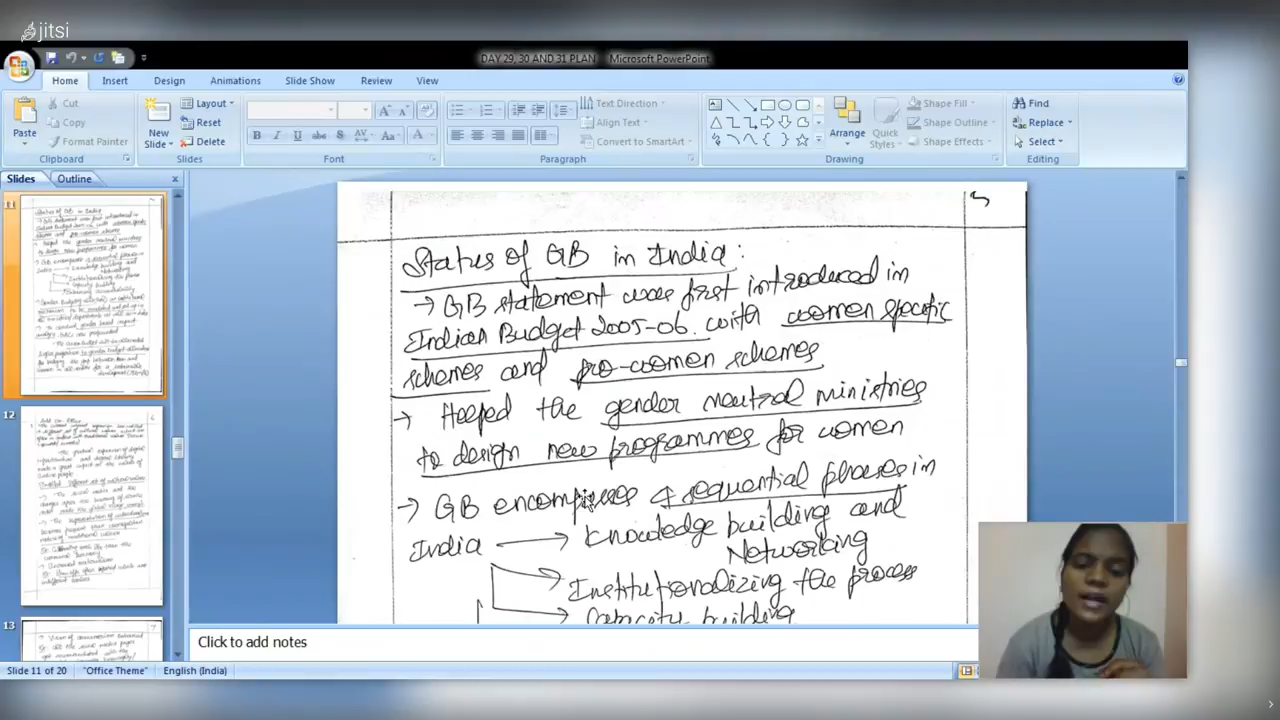 jitsi
DAY 29, 30 AND 31 PLAN - Microsoft PowerPoint
Home Insert Design Animations Slide Show Review View
Paste
Cut
Copy
Format Painter
Clipboard
New Slide
Layout
Reset
Delete
Slides
Font
Text Direction
Align Text
Convert to SmartArt
Paragraph
Arrange
Quick Styles
Shape Fill
Shape Outline
Shape Effects
Drawing
Find
Replace
Select
Editing
Slides Outline
11
12
13
5
Status of GB in India :
→ GB statement was first introduced in
Indian Budget 2005-06. with women specific
schemes and pro-women schemes
→ Helped the gender neutral ministries
to design new programmes for women
→ GB encompasses 4 sequential phases in
India → Knowledge building and
Networking
→ Institutionalizing the process
→ Capacity building
Click to add notes
Slide 11 of 20 "Office Theme" English (India)